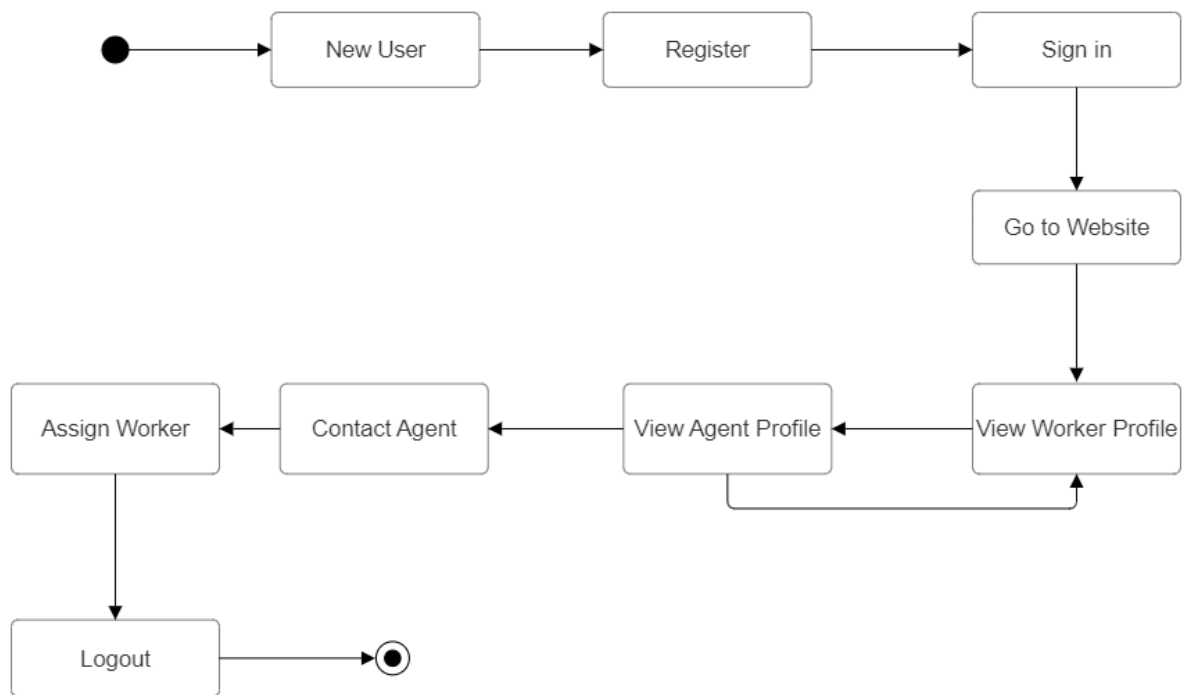 New User
Register
Sign in
Go to Website
Assign Worker
Contact Agent
View Agent Profile
View Worker Profile
Logout